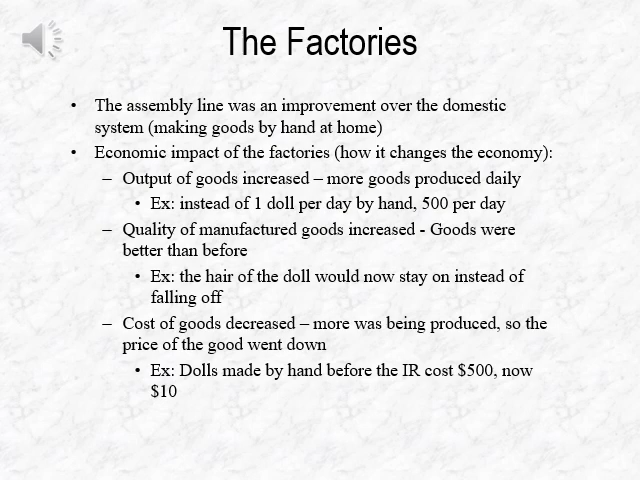 The Factories
• The assembly line was an improvement over the domestic
system (making goods by hand at home)
• Economic impact of the factories (how it changes the economy):
– Output of goods increased – more goods produced daily
• Ex: instead of 1 doll per day by hand, 500 per day
– Quality of manufactured goods increased - Goods were
better than before
• Ex: the hair of the doll would now stay on instead of
falling off
– Cost of goods decreased – more was being produced, so the
price of the good went down
• Ex: Dolls made by hand before the IR cost $500, now
$10